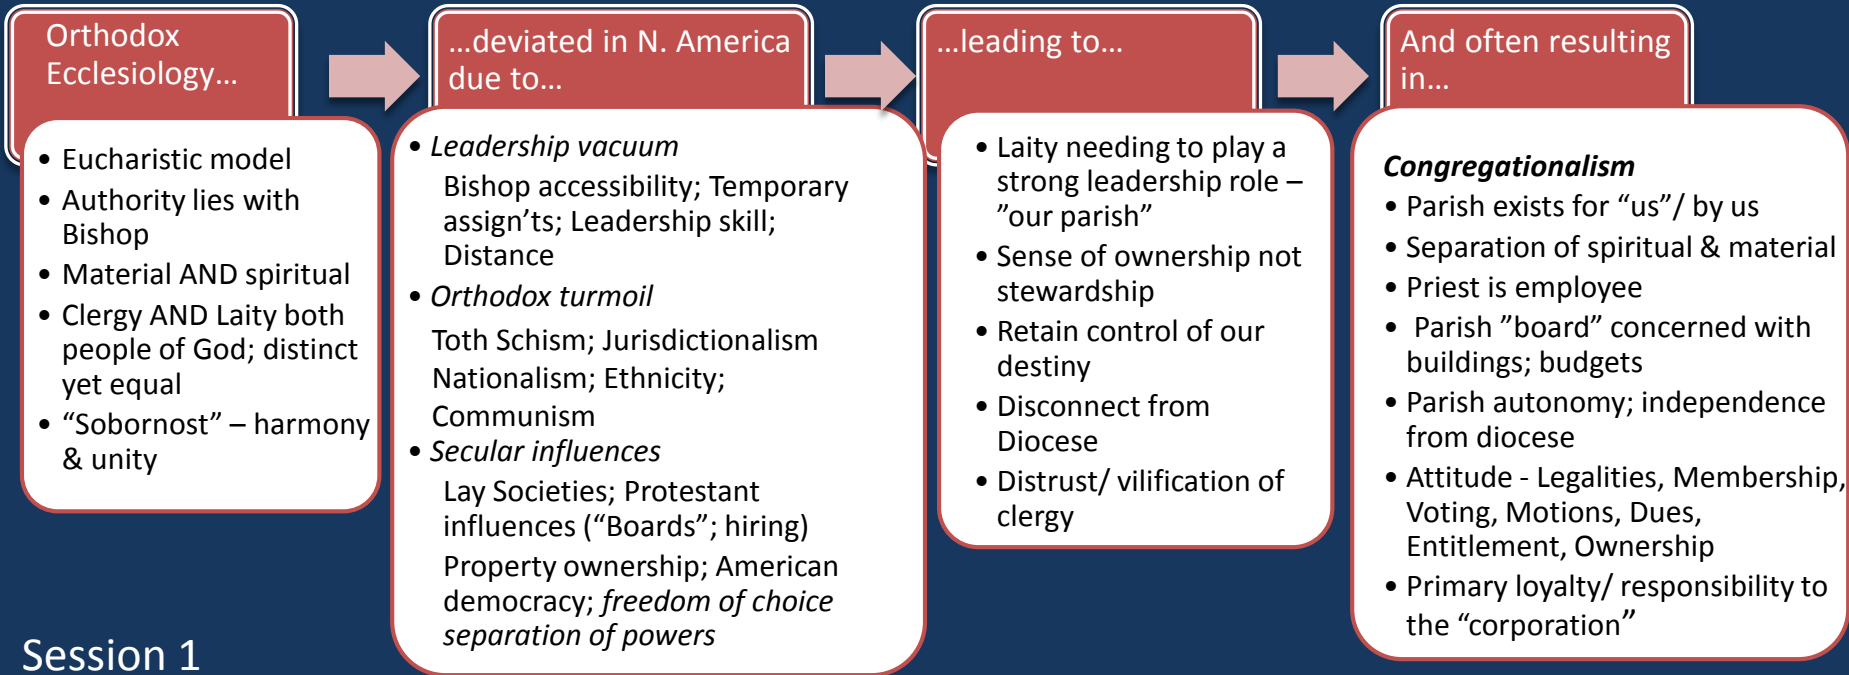 Orthodox
Ecclesiology…
• Eucharistic model
• Authority lies with
Bishop
• Material AND spiritual
• Clergy AND Laity both
people of God; distinct
yet equal
• “Sobornost” – harmony
& unity
…deviated in N. America
due to…
• Leadership vacuum
Bishop accessibility; Temporary
assign’ts; Leadership skill;
Distance
• Orthodox turmoil
Toth Schism; Jurisdictionalism
Nationalism; Ethnicity;
Communism
• Secular influences
Lay Societies; Protestant
influences (“Boards”; hiring)
Property ownership; American
democracy; freedom of choice
separation of powers
…leading to…
• Laity needing to play a
strong leadership role –
”our parish”
• Sense of ownership not
stewardship
• Retain control of our
destiny
• Disconnect from
Diocese
• Distrust/ vilification of
clergy
And often resulting
in…
Congregationalism
• Parish exists for “us”/ by us
• Separation of spiritual & material
• Priest is employee
• Parish ”board” concerned with
buildings; budgets
• Parish autonomy; independence
from diocese
• Attitude - Legalities, Membership,
Voting, Motions, Dues,
Entitlement, Ownership
• Primary loyalty/ responsibility to
the “corporation”
Session 1